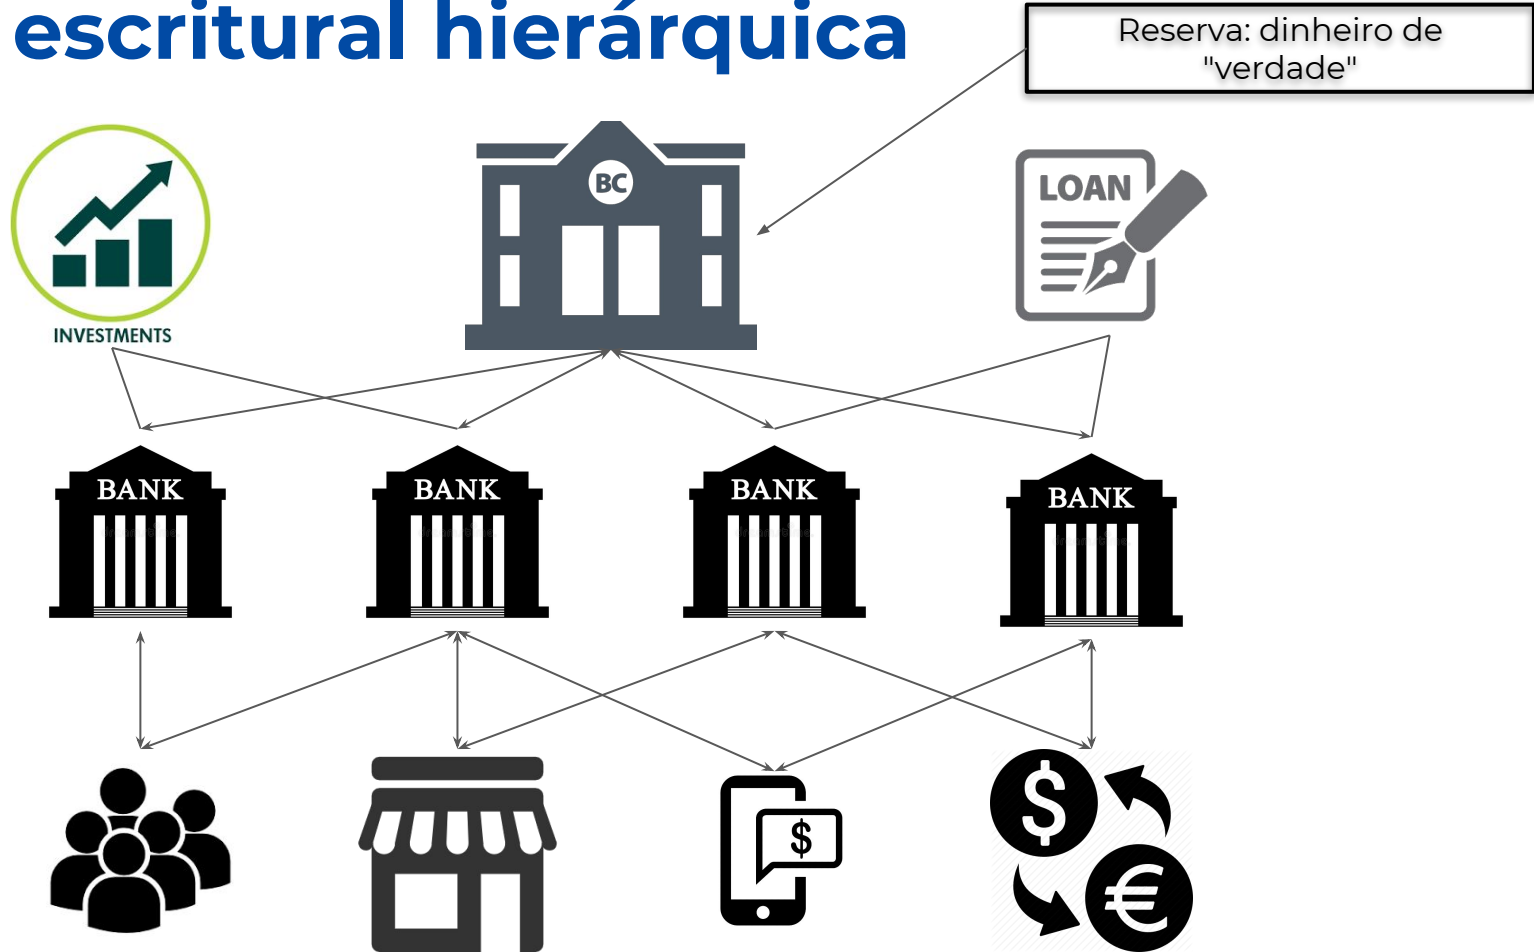 escritural hierárquica
Reserva: dinheiro de
"verdade"
BC
LOAN
INVESTMENTS
BANK
BANK
BANK
BANK
$
$
€